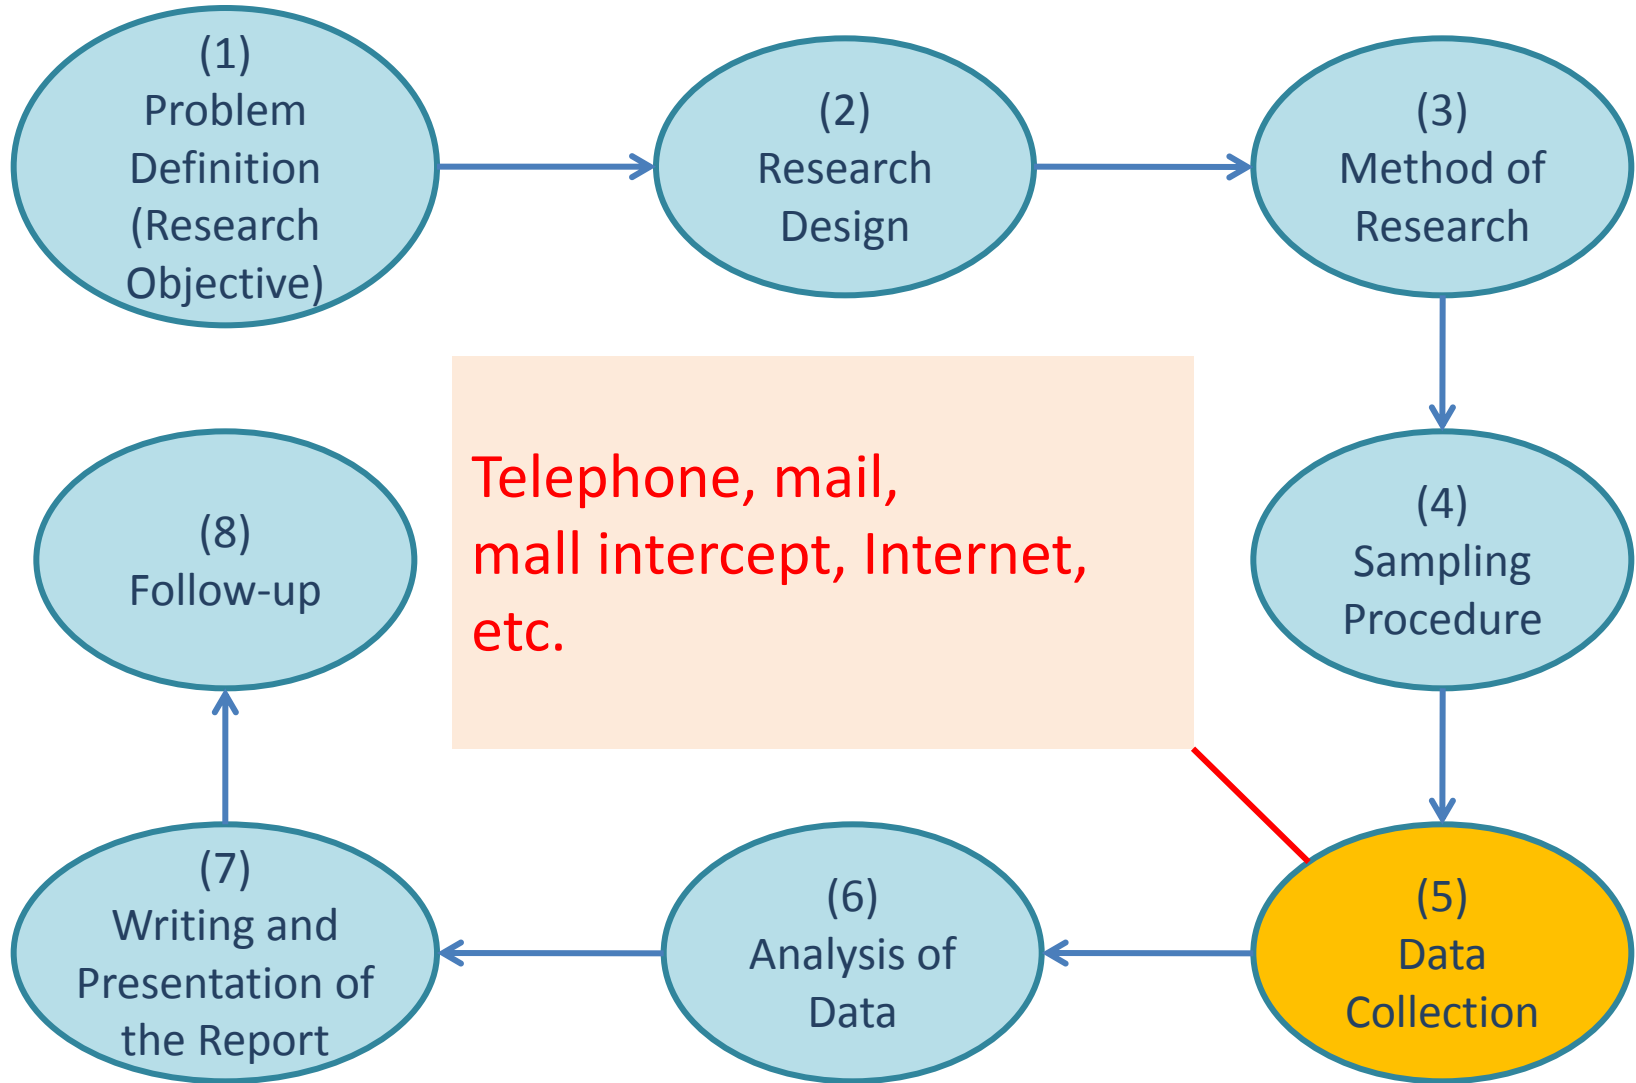 (1)
Problem
Definition
(Research
Objective)
(2)
Research
Design
(3)
Method of
Research
(4)
Sampling
Procedure
(5)
Data
Collection
(6)
Analysis of
Data
(7)
Writing and
Presentation of
the Report
(8)
Follow-up
Telephone, mail,
mall intercept, Internet,
etc.